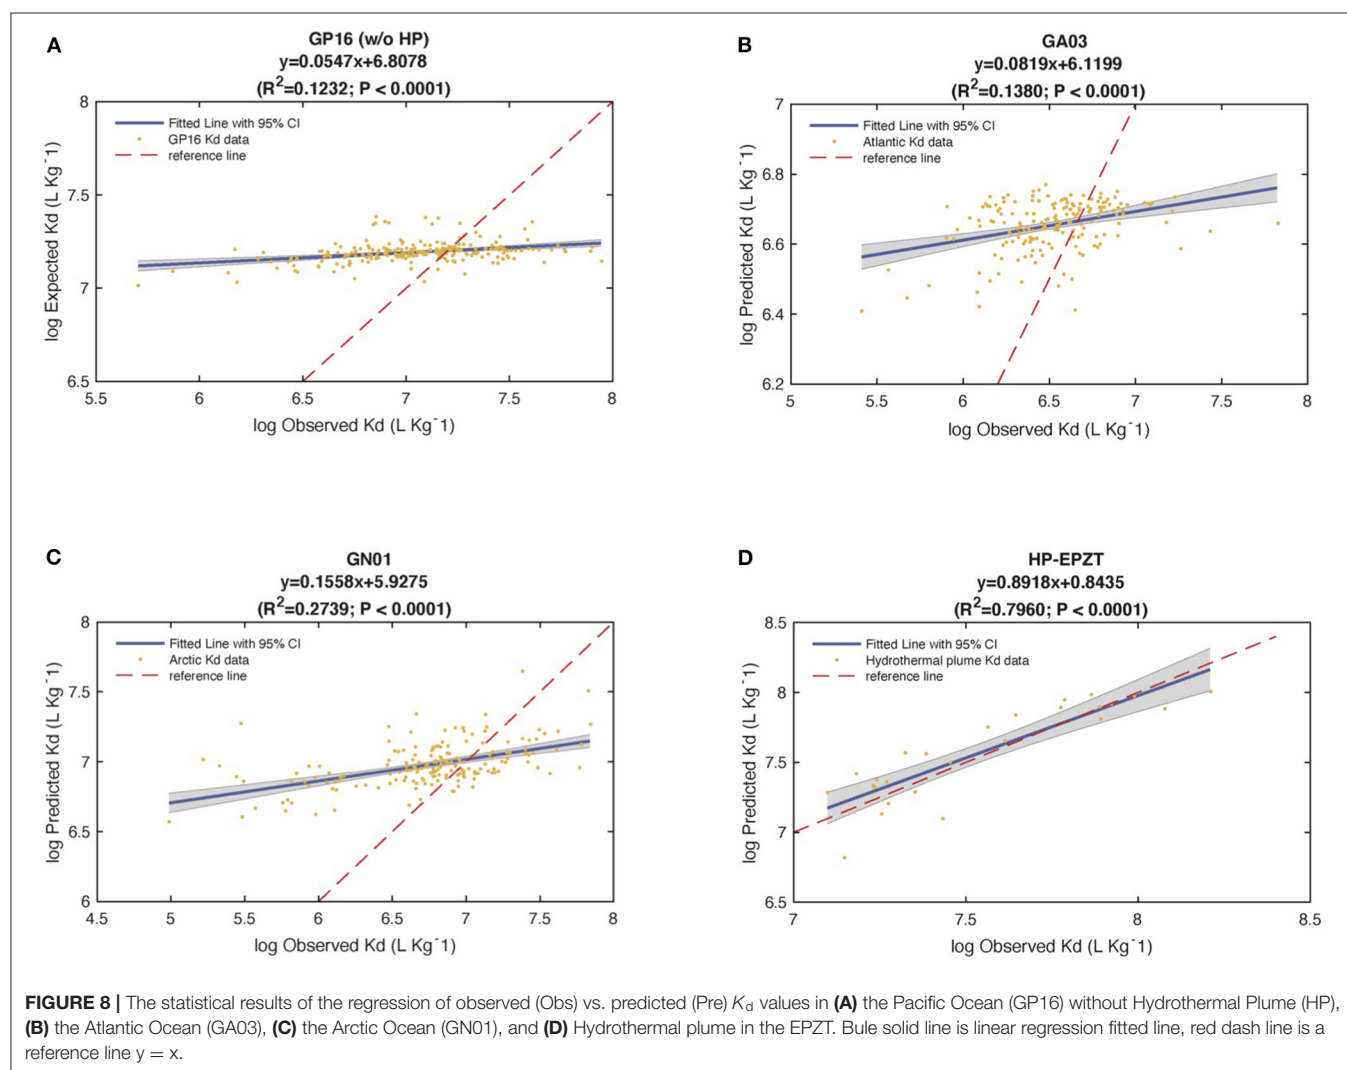 A
GP16 (w/o HP)
y=0.0547x+6.8078
(R²=0.1232; P < 0.0001)
Fitted Line with 95% CI
GP16 Kd data
reference line
8
7.5
7
6.5
log Expected Kd (L Kg⁻1)
5.5 6 6.5 7 7.5 8
log Observed Kd (L Kg⁻1)
B
GA03
y=0.0819x+6.1199
(R²=0.1380; P < 0.0001)
Fitted Line with 95% CI
Atlantic Kd data
reference line
7
6.8
6.6
6.4
6.2
log Predicted Kd (L Kg⁻1)
5 5.5 6 6.5 7 7.5 8
log Observed Kd (L Kg⁻1)
C
GN01
y=0.1558x+5.9275
(R²=0.2739; P < 0.0001)
Fitted Line with 95% CI
Arctic Kd data
reference line
8
7.5
7
6.5
6
log Predicted Kd (L Kg⁻1)
4.5 5 5.5 6 6.5 7 7.5 8
log Observed Kd (L Kg⁻1)
D
HP-EPZT
y=0.8918x+0.8435
(R²=0.7960; P < 0.0001)
Fitted Line with 95% CI
Hydrothermal plume Kd data
reference line
8.5
8
7.5
7
6.5
log Predicted Kd (L Kg⁻1)
7 7.5 8 8.5
log Observed Kd (L Kg⁻1)
FIGURE 8 | The statistical results of the regression of observed (Obs) vs. predicted (Pre) Kd values in (A) the Pacific Ocean (GP16) without Hydrothermal Plume (HP),
(B) the Atlantic Ocean (GA03), (C) the Arctic Ocean (GN01), and (D) Hydrothermal plume in the EPZT. Bule solid line is linear regression fitted line, red dash line is a
reference line y = x.